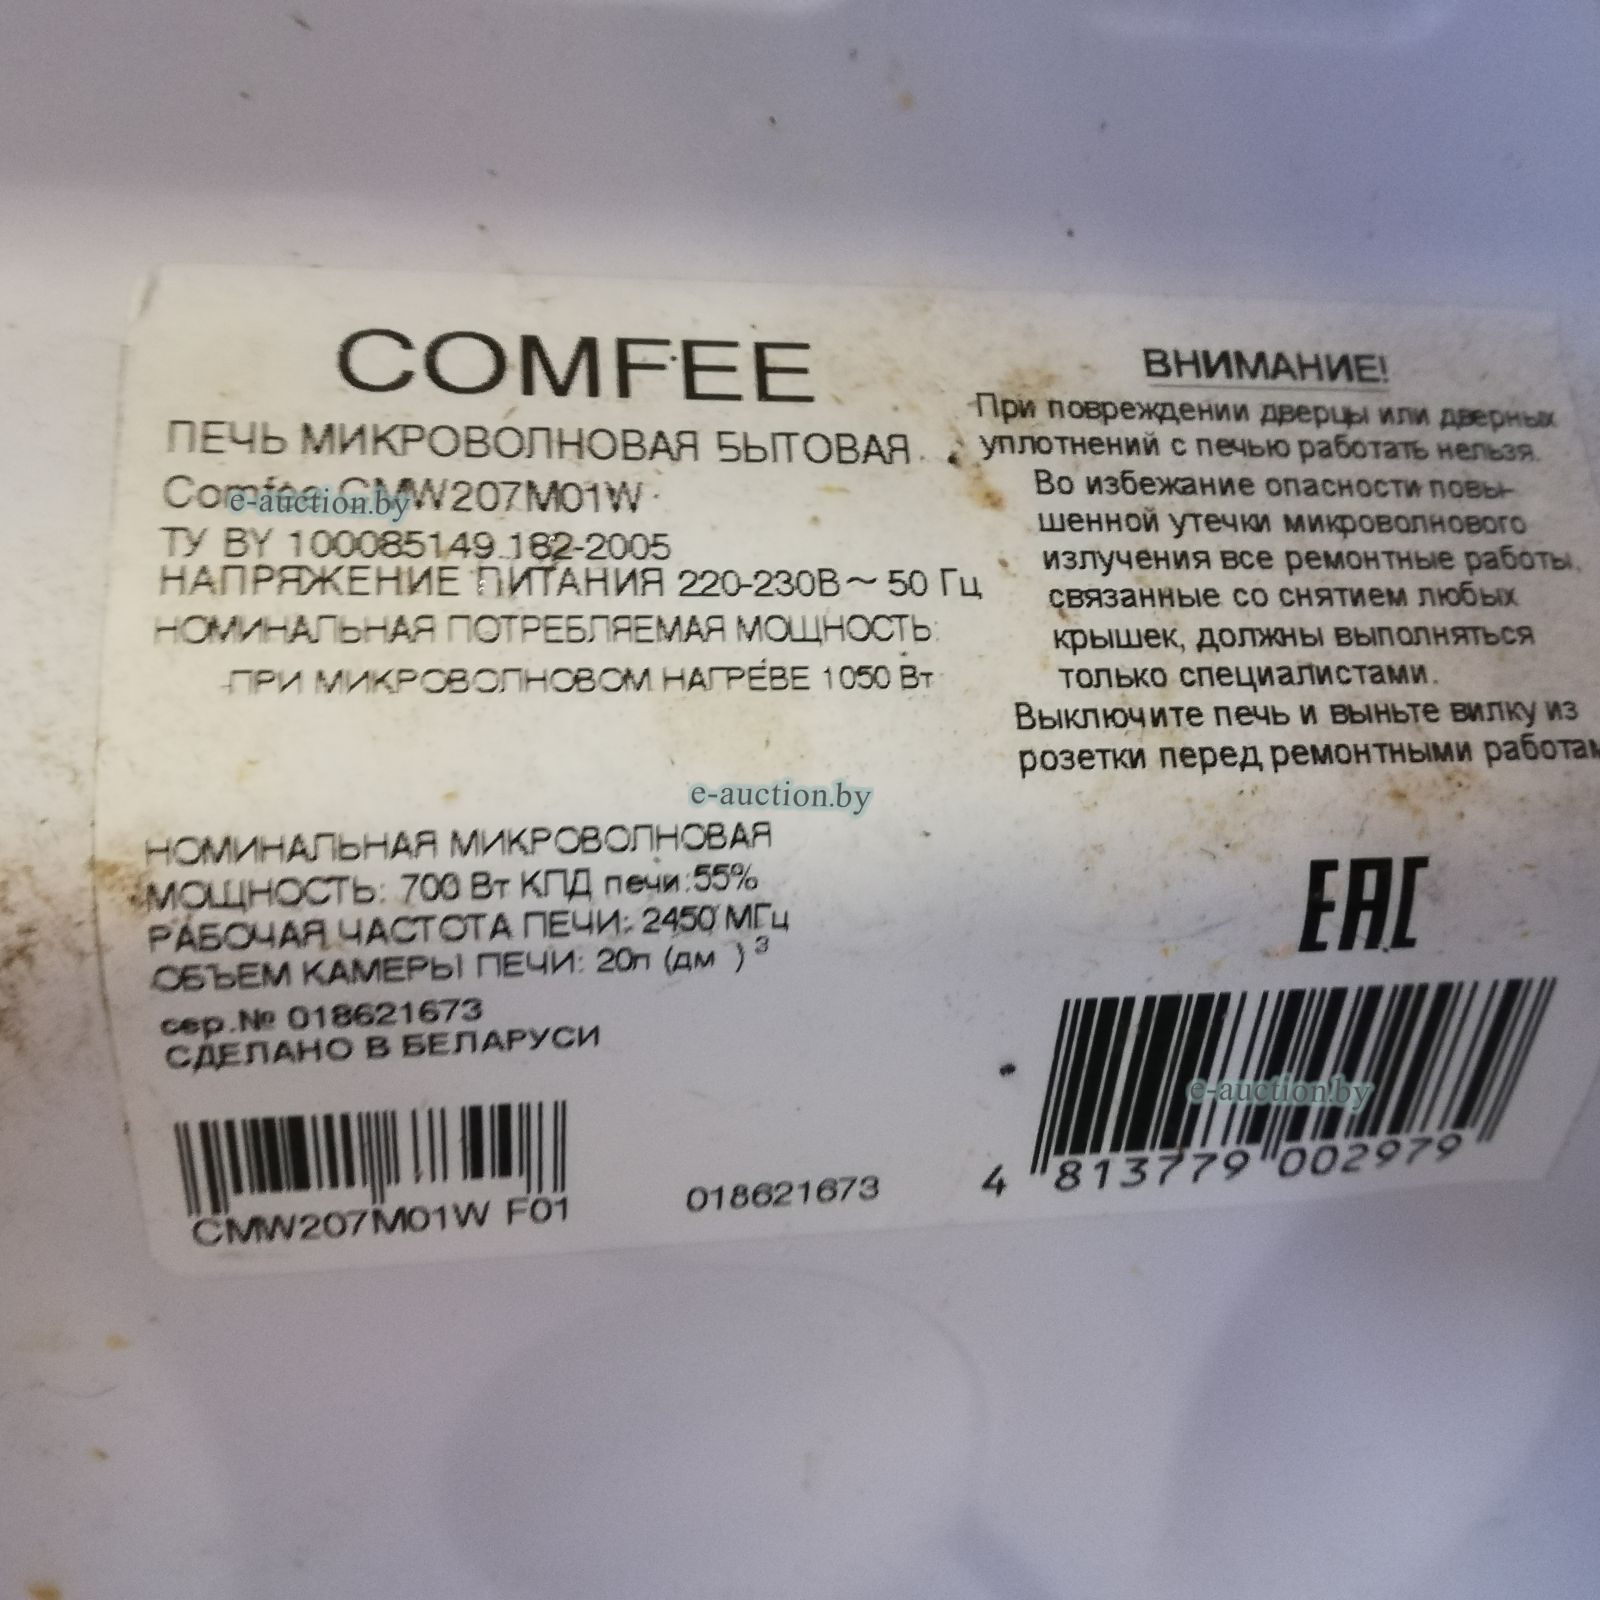 COMFEE
ПЕЧЬ МИКРОВОЛНОВАЯ БЫТОВАЯ
Comfee CMW207M01W
e-auction.by
ТУ BY 100085149.182-2005
НАПРЯЖЕНИЕ ПИТАНИЯ 220-230В ~ 50 Гц
НОМИНАЛЬНАЯ ПОТРЕБЛЯЕМАЯ МОЩНОСТЬ:
-ПРИ МИКРОВОЛНОВОМ НАГРЕВЕ 1050 Вт
e-auction.by
НОМИНАЛЬНАЯ МИКРОВОЛНОВАЯ
МОЩНОСТЬ: 700 Вт КПД печи:55%
РАБОЧАЯ ЧАСТОТА ПЕЧИ: 2450 МГц
ОБЪЕМ КАМЕРЫ ПЕЧИ: 20л (дм )³
сер.№ 018621673
СДЕЛАНО В БЕЛАРУСИ
CMW207M01W F01
018621673
ВНИМАНИЕ!
При повреждении дверцы или дверных
уплотнений с печью работать нельзя.
Во избежание опасности повы-
шенной утечки микроволнового
излучения все ремонтные работы,
связанные со снятием любых
крышек, должны выполняться
только специалистами.
Выключите печь и выньте вилку из
розетки перед ремонтными работам
EAC
e-auction.by
4 813779 002979